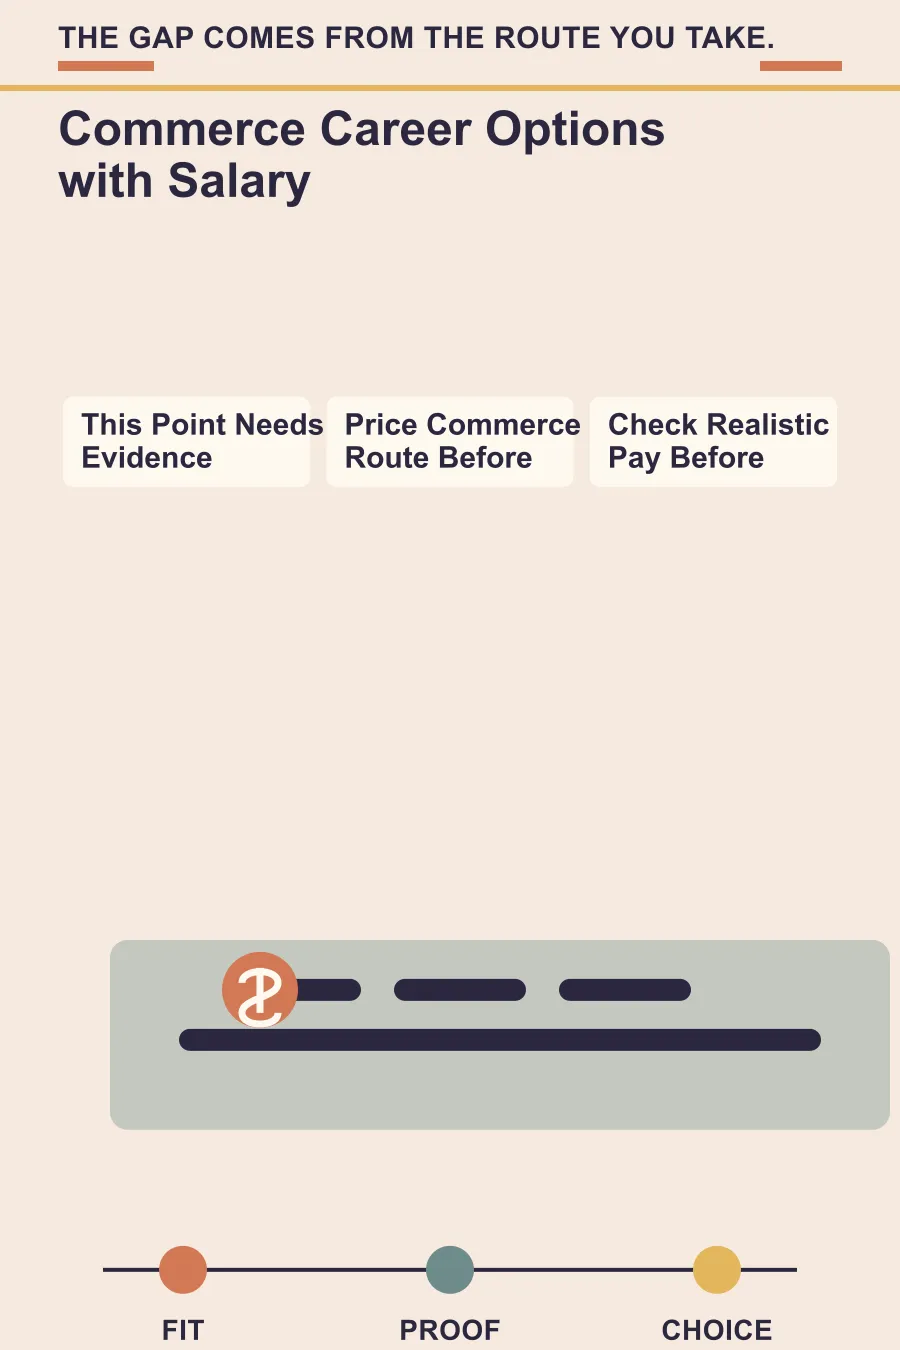 THE GAP COMES FROM THE ROUTE YOU TAKE.
Commerce Career Options
with Salary
This Point Needs
Evidence
Price Commerce
Route Before
Check Realistic
Pay Before
FIT
PROOF
CHOICE